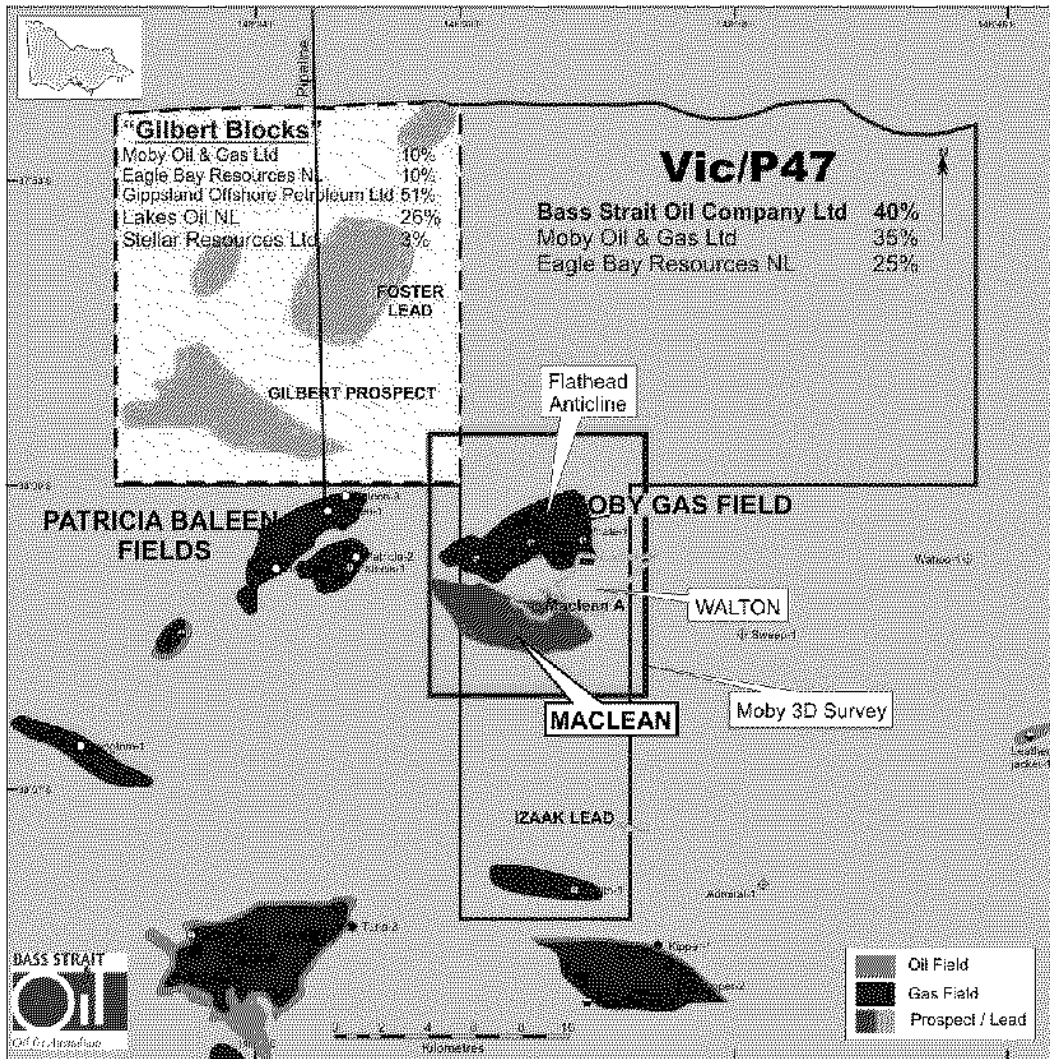 Pipeline
"Gilbert Blocks"
Moby Oil & Gas Ltd 10%
Eagle Bay Resources NL 10%
Gippsland Offshore Petroleum Ltd 51%
Lakes Oil NL 26%
Stellar Resources Ltd 3%
Vic/P47
N
Bass Strait Oil Company Ltd 40%
Moby Oil & Gas Ltd 35%
Eagle Bay Resources NL 25%
FOSTER
LEAD
GILBERT PROSPECT
Flathead
Anticline
PATRICIA BALEEN
FIELDS
OBY GAS FIELD
Maclean A
WALTON
Sweep-1
MACLEAN
Moby 3D Survey
Leather
jacket-1
IZAAK LEAD
Admiral-1
BASS STRAIT
Oil
Kilometres
Oil Field
Gas Field
Prospect / Lead